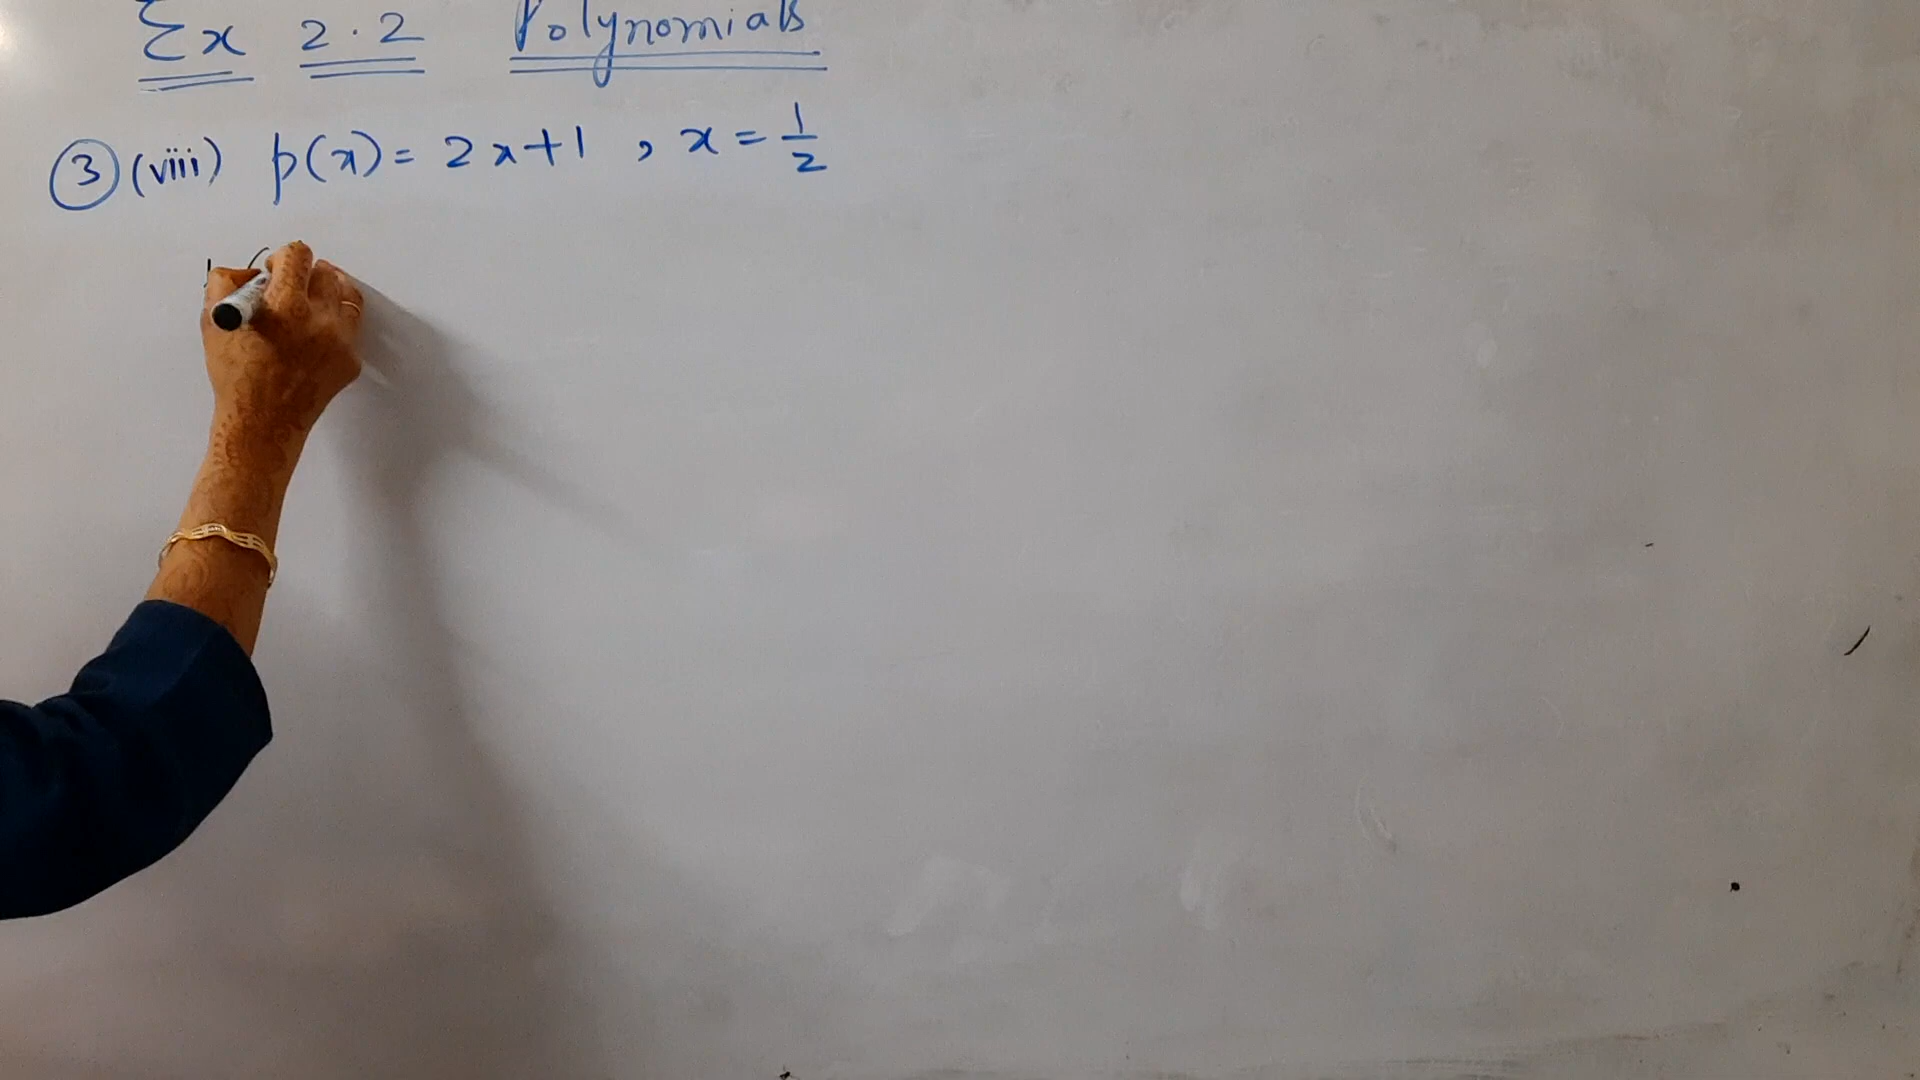 Ex 2.2 Polynomials
3 (viii) p(x) = 2x+1 , x = 1/2